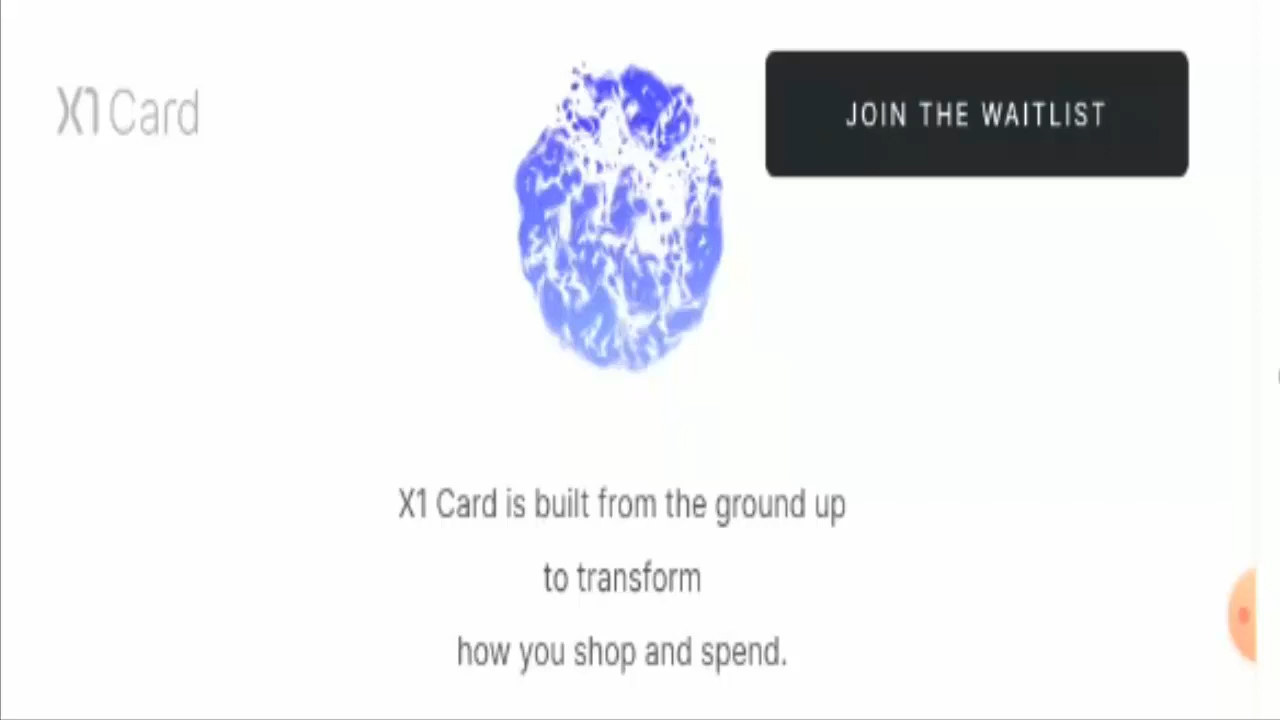 X1 Card
JOIN THE WAITLIST
X1 Card is built from the ground up
to transform
how you shop and spend.